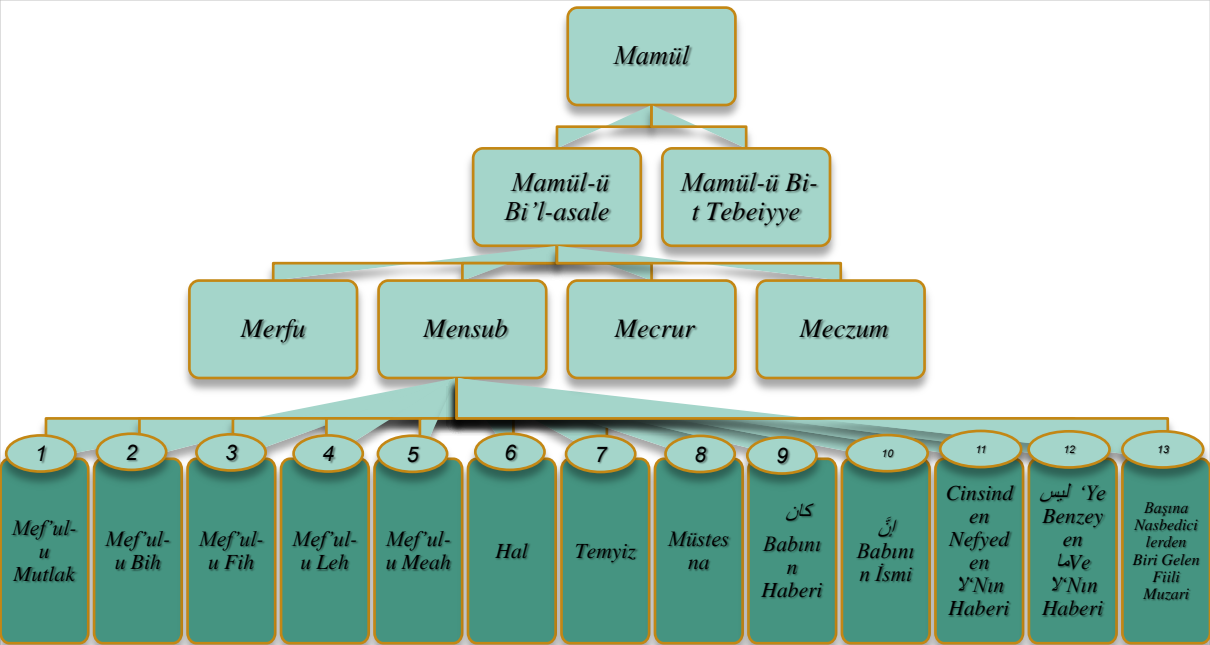 Mamül
Mamül-ü
Bi’l-asale
Mamül-ü Bi-
t Tebeiyye
Merfu
Mensub
Mecrur
Meczum
1
Mef’ul-
u
Mutlak
2
Mef’ul-
u Bih
3
Mef’ul-
u Fih
4
Mef’ul-
u Leh
5
Mef’ul-
u Meah
6
Hal
7
Temyiz
8
Müstes
na
9
كان
Babını
n
Haberi
10
إنَّ
Babını
n İsmi
11
Cinsind
en
Nefyed
en
لا‘Nın
Haberi
12
ليس ‘Ye
Benzey
en
ماVe
لا‘Nın
Haberi
13
Başına
Nasbedici
lerden
Biri Gelen
Fiili
Muzari